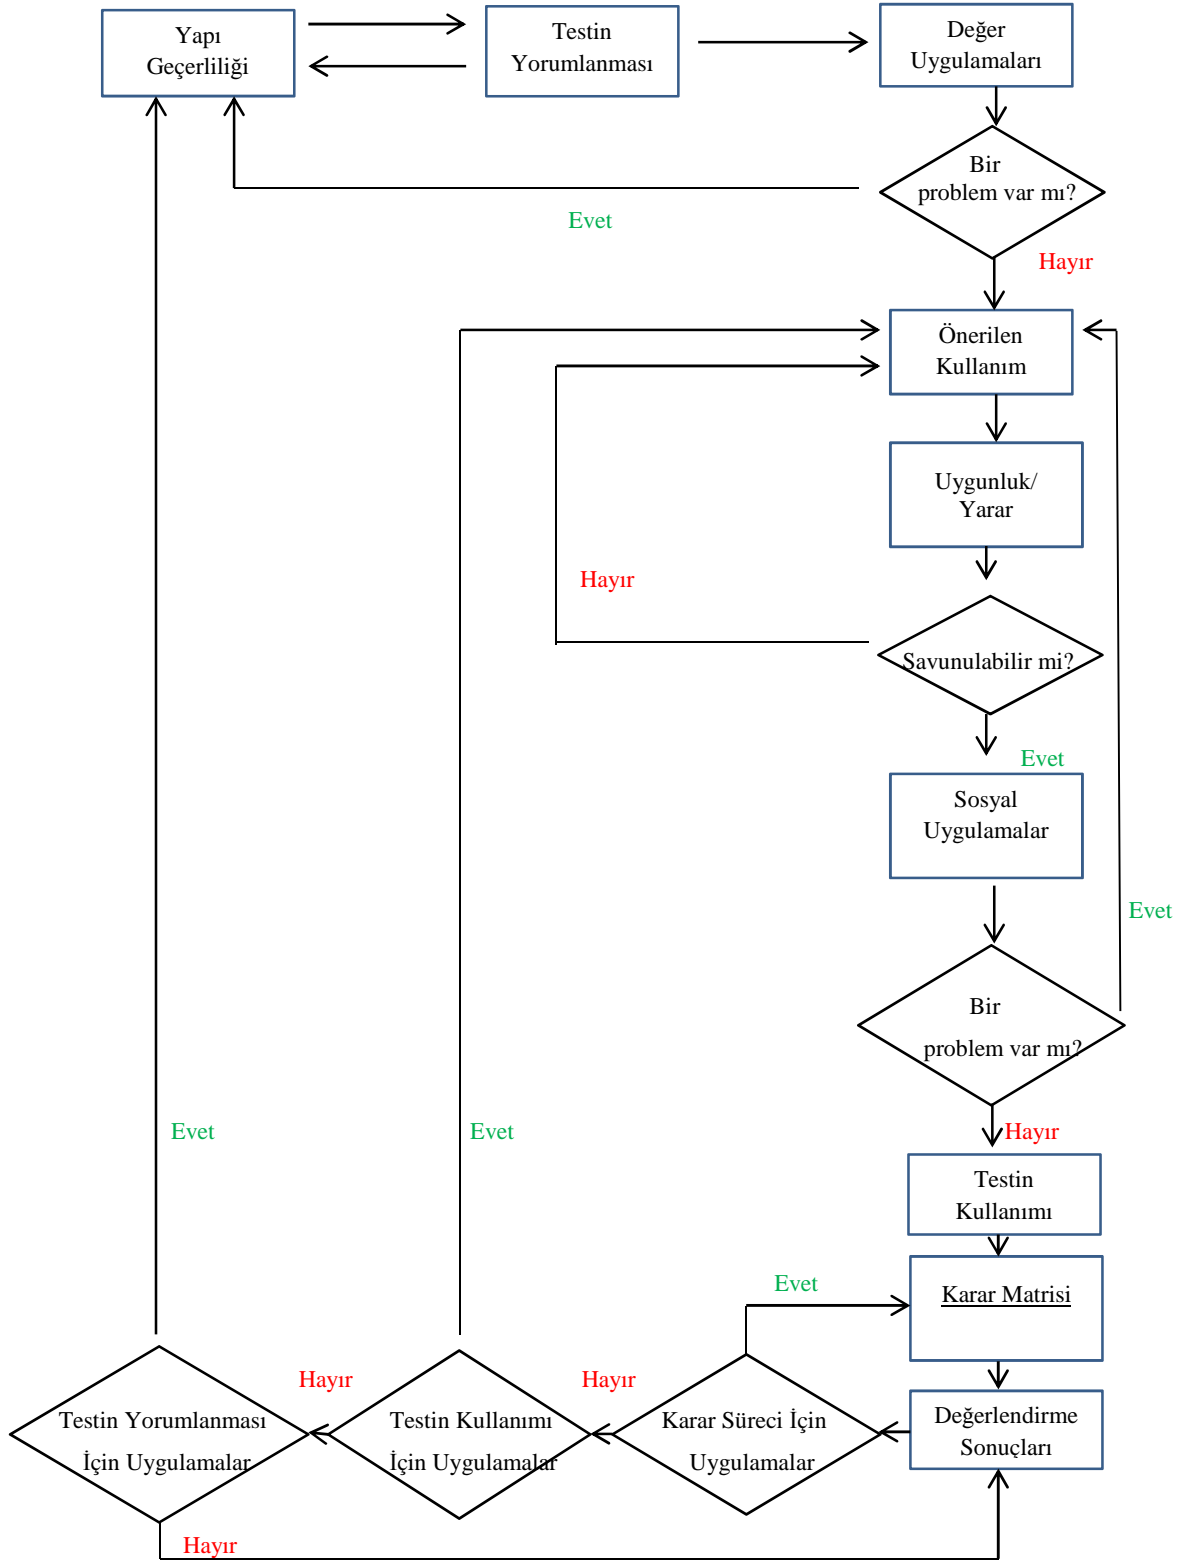 Yapı
Geçerliliği
Testin
Yorumlanması
Değer
Uygulamaları
Bir
problem var mı?
Evet
Hayır
Önerilen
Kullanım
Uygunluk/
Yarar
Hayır
Savunulabilir mi?
Evet
Sosyal
Uygulamalar
Evet
Bir
problem var mı?
Evet
Evet
Hayır
Testin
Kullanımı
Evet
Karar Matrisi
Hayır
Hayır
Testin Yorumlanması
İçin Uygulamalar
Testin Kullanımı
İçin Uygulamalar
Karar Süreci İçin
Uygulamalar
Değerlendirme
Sonuçları
Hayır